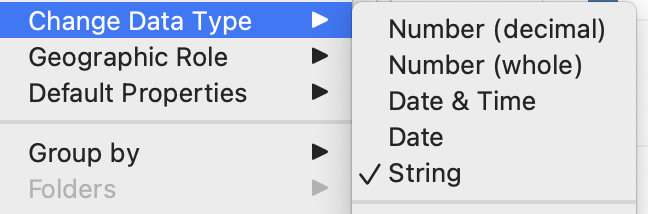 Change Data Type
Geographic Role
Default Properties
Group by
Folders
Number (decimal)
Number (whole)
Date & Time
Date
String